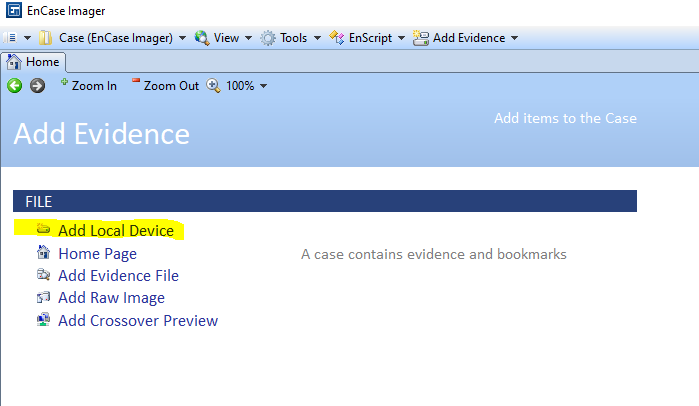 EnCase Imager
Case (EnCase Imager) View Tools EnScript Add Evidence
Home
Zoom In Zoom Out 100%
Add Evidence
Add items to the Case
FILE
Add Local Device
Home Page
A case contains evidence and bookmarks
Add Evidence File
Add Raw Image
Add Crossover Preview